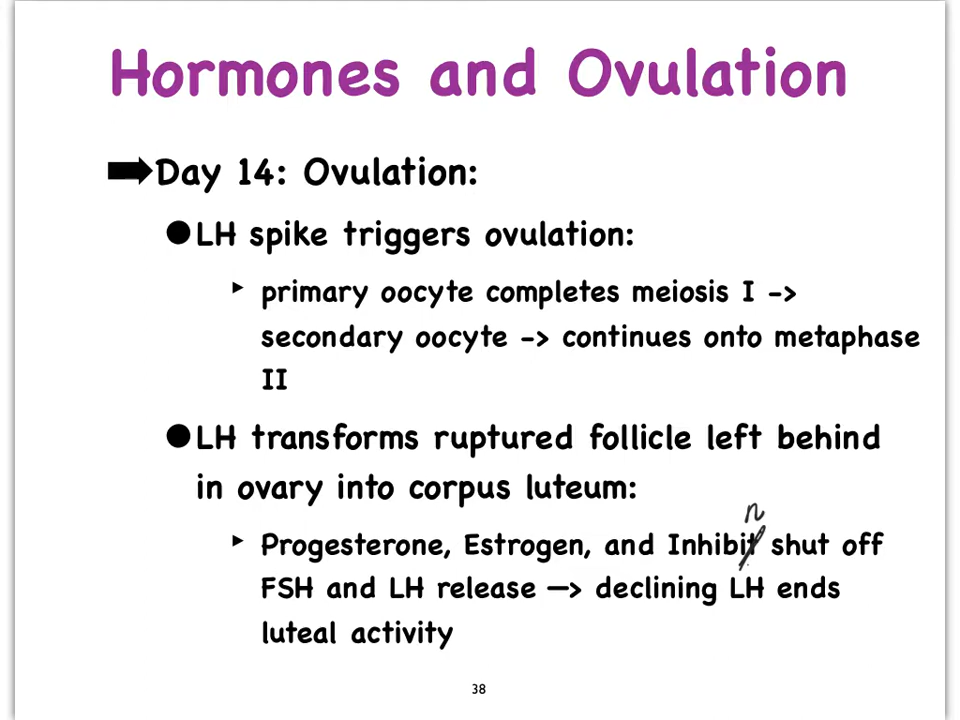 Hormones and Ovulation
➡Day 14: Ovulation:
●LH spike triggers ovulation:
‣ primary oocyte completes meiosis I ->
secondary oocyte -> continues onto metaphase
II
●LH transforms ruptured follicle left behind
in ovary into corpus luteum:
n
‣ Progesterone, Estrogen, and Inhibit shut off
FSH and LH release —> declining LH ends
luteal activity
38